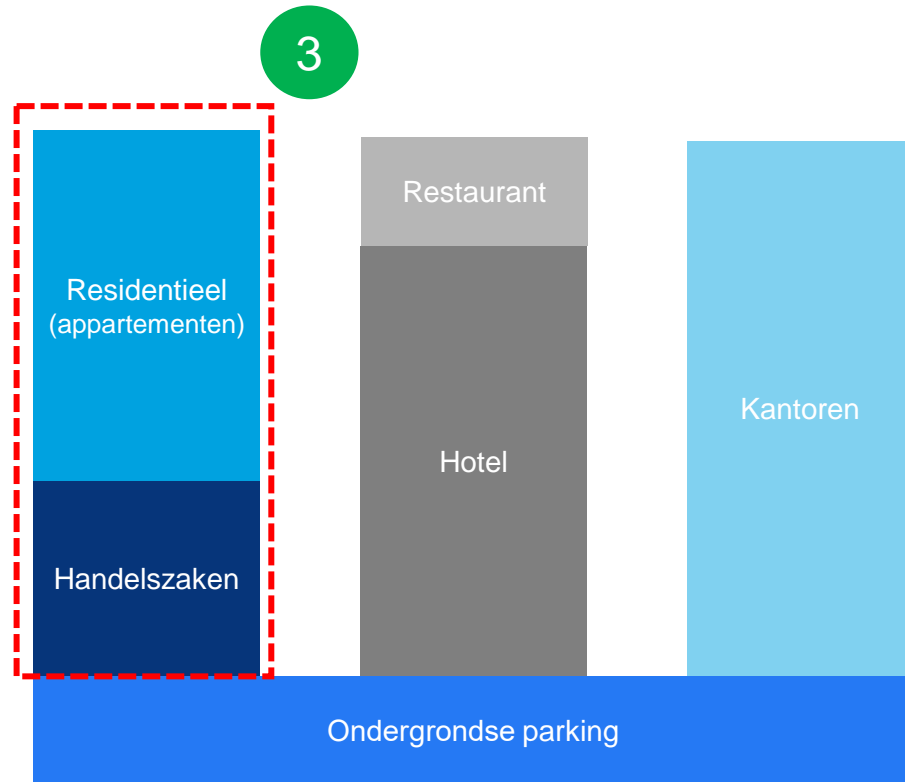 3
Restaurant
Residentieel
(appartementen)
Kantoren
Hotel
Handelszaken
Ondergrondse parking